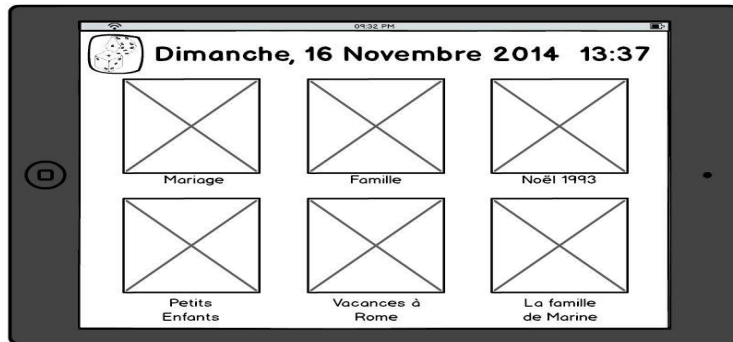 09:32 PM
Dimanche, 16 Novembre 2014 13:37
Mariage
Famille
Noël 1993
Petits
Enfants
Vacances à
Rome
La famille
de Marine